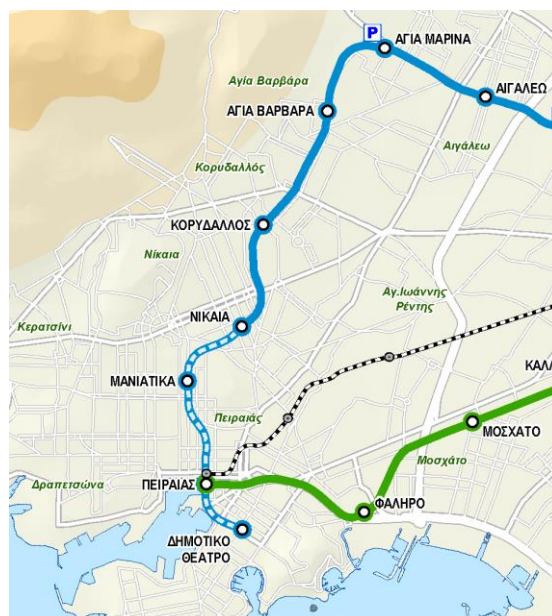 P
ΑΓΙΑ ΜΑΡΙΝΑ
Αγία Βαρβάρα
ΑΙΓΑΛΕΩ
ΑΓΙΑ ΒΑΡΒΑΡΑ
Αιγάλεω
Κορυδαλλός
ΚΟΡΥΔΑΛΛΟΣ
Νίκαια
Αγ.Ιωάννης
Ρέντης
Κερατσίνι
ΝΙΚΑΙΑ
ΜΑΝΙΑΤΙΚΑ
ΚΑΛΛ
Πειραιάς
ΜΟΣΧΑΤΟ
Μοσχάτο
Δραπετσώνα
ΠΕΙΡΑΙΑΣ
ΦΑΛΗΡΟ
ΔΗΜΟΤΙΚΟ
ΘΕΑΤΡΟ